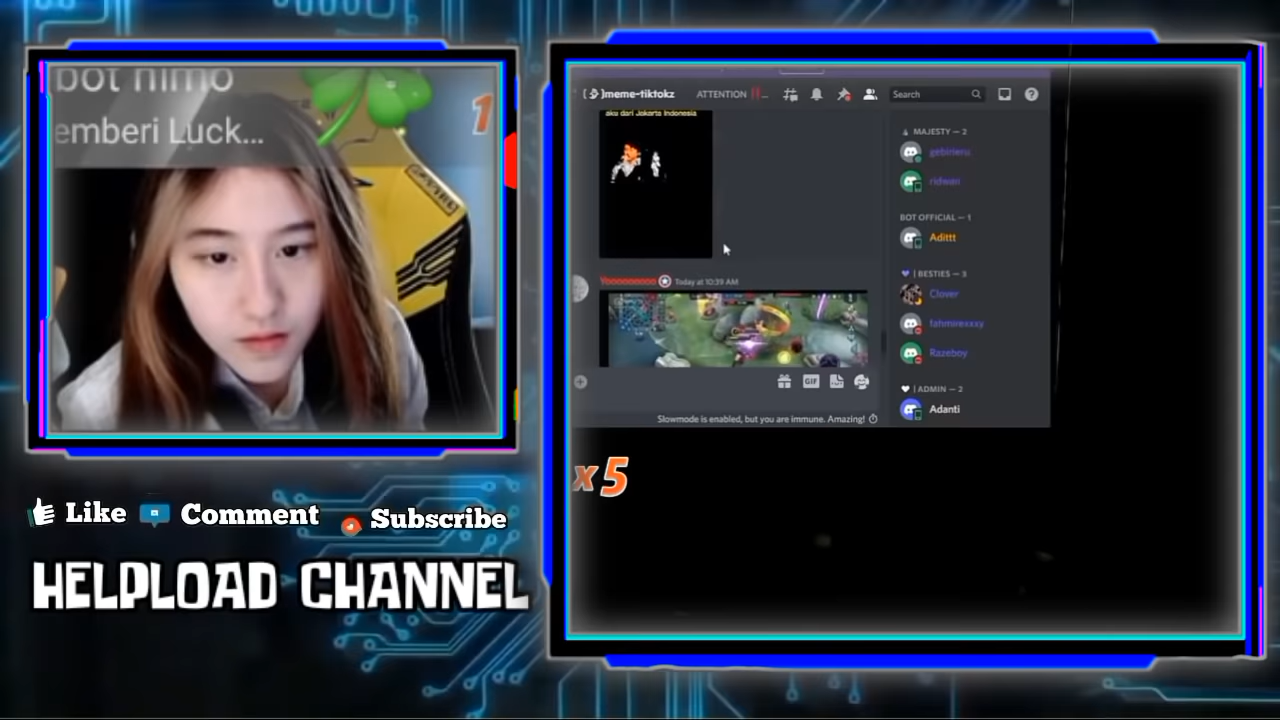 bot nimo
emberi Luck...
1
Like
Comment
Subscribe
HELPLOAD CHANNEL
meme-tiktokz
ATTENTION
Search
aku dari Jakarta Indonesia
Today at 10:39 AM
GIF
Slowmode is enabled, but you are immune. Amazing!
x 5
MAJESTY — 2
gebirieru
ridwan
BOT OFFICIAL — 1
Adittt
| BESTIES — 3
Clover
fahmirexxxy
Razeboy
| ADMIN — 2
Adanti